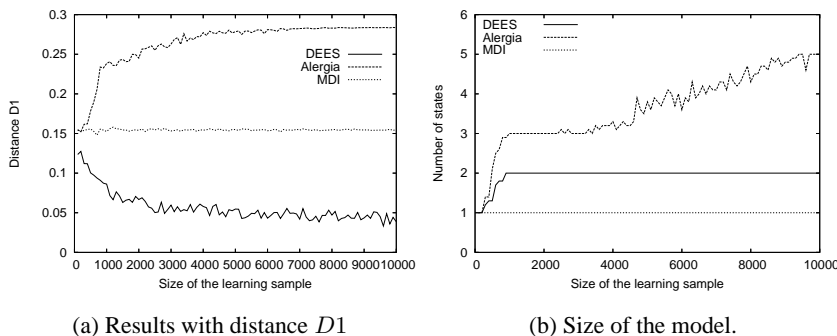 0.3
0.25
0.2
0.15
0.1
0.05
0
Distance D1
DEES
Alergia
MDI
0 1000 2000 3000 4000 5000 6000 7000 8000 9000 10000
Size of the learning sample
(a) Results with distance D1
6
5
4
3
2
1
0
Number of states
DEES
Alergia
MDI
0 2000 4000 6000 8000 10000
Size of the learning sample
(b) Size of the model.